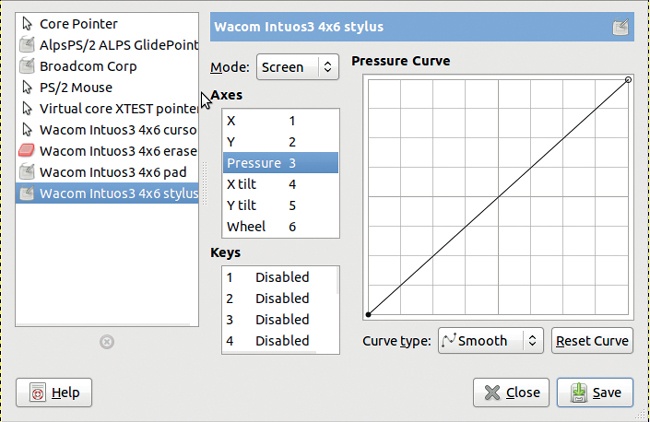 Core Pointer
AlpsPS/2 ALPS GlidePoint
Broadcom Corp
PS/2 Mouse
Virtual core XTEST pointer
Wacom Intuos3 4x6 curso
Wacom Intuos3 4x6 erase
Wacom Intuos3 4x6 pad
Wacom Intuos3 4x6 stylus
Wacom Intuos3 4x6 stylus
Mode: Screen
Axes
X 1
Y 2
Pressure 3
X tilt 4
Y tilt 5
Wheel 6
Keys
1 Disabled
2 Disabled
3 Disabled
4 Disabled
Pressure Curve
Curve type: Smooth Reset Curve
Help Close Save